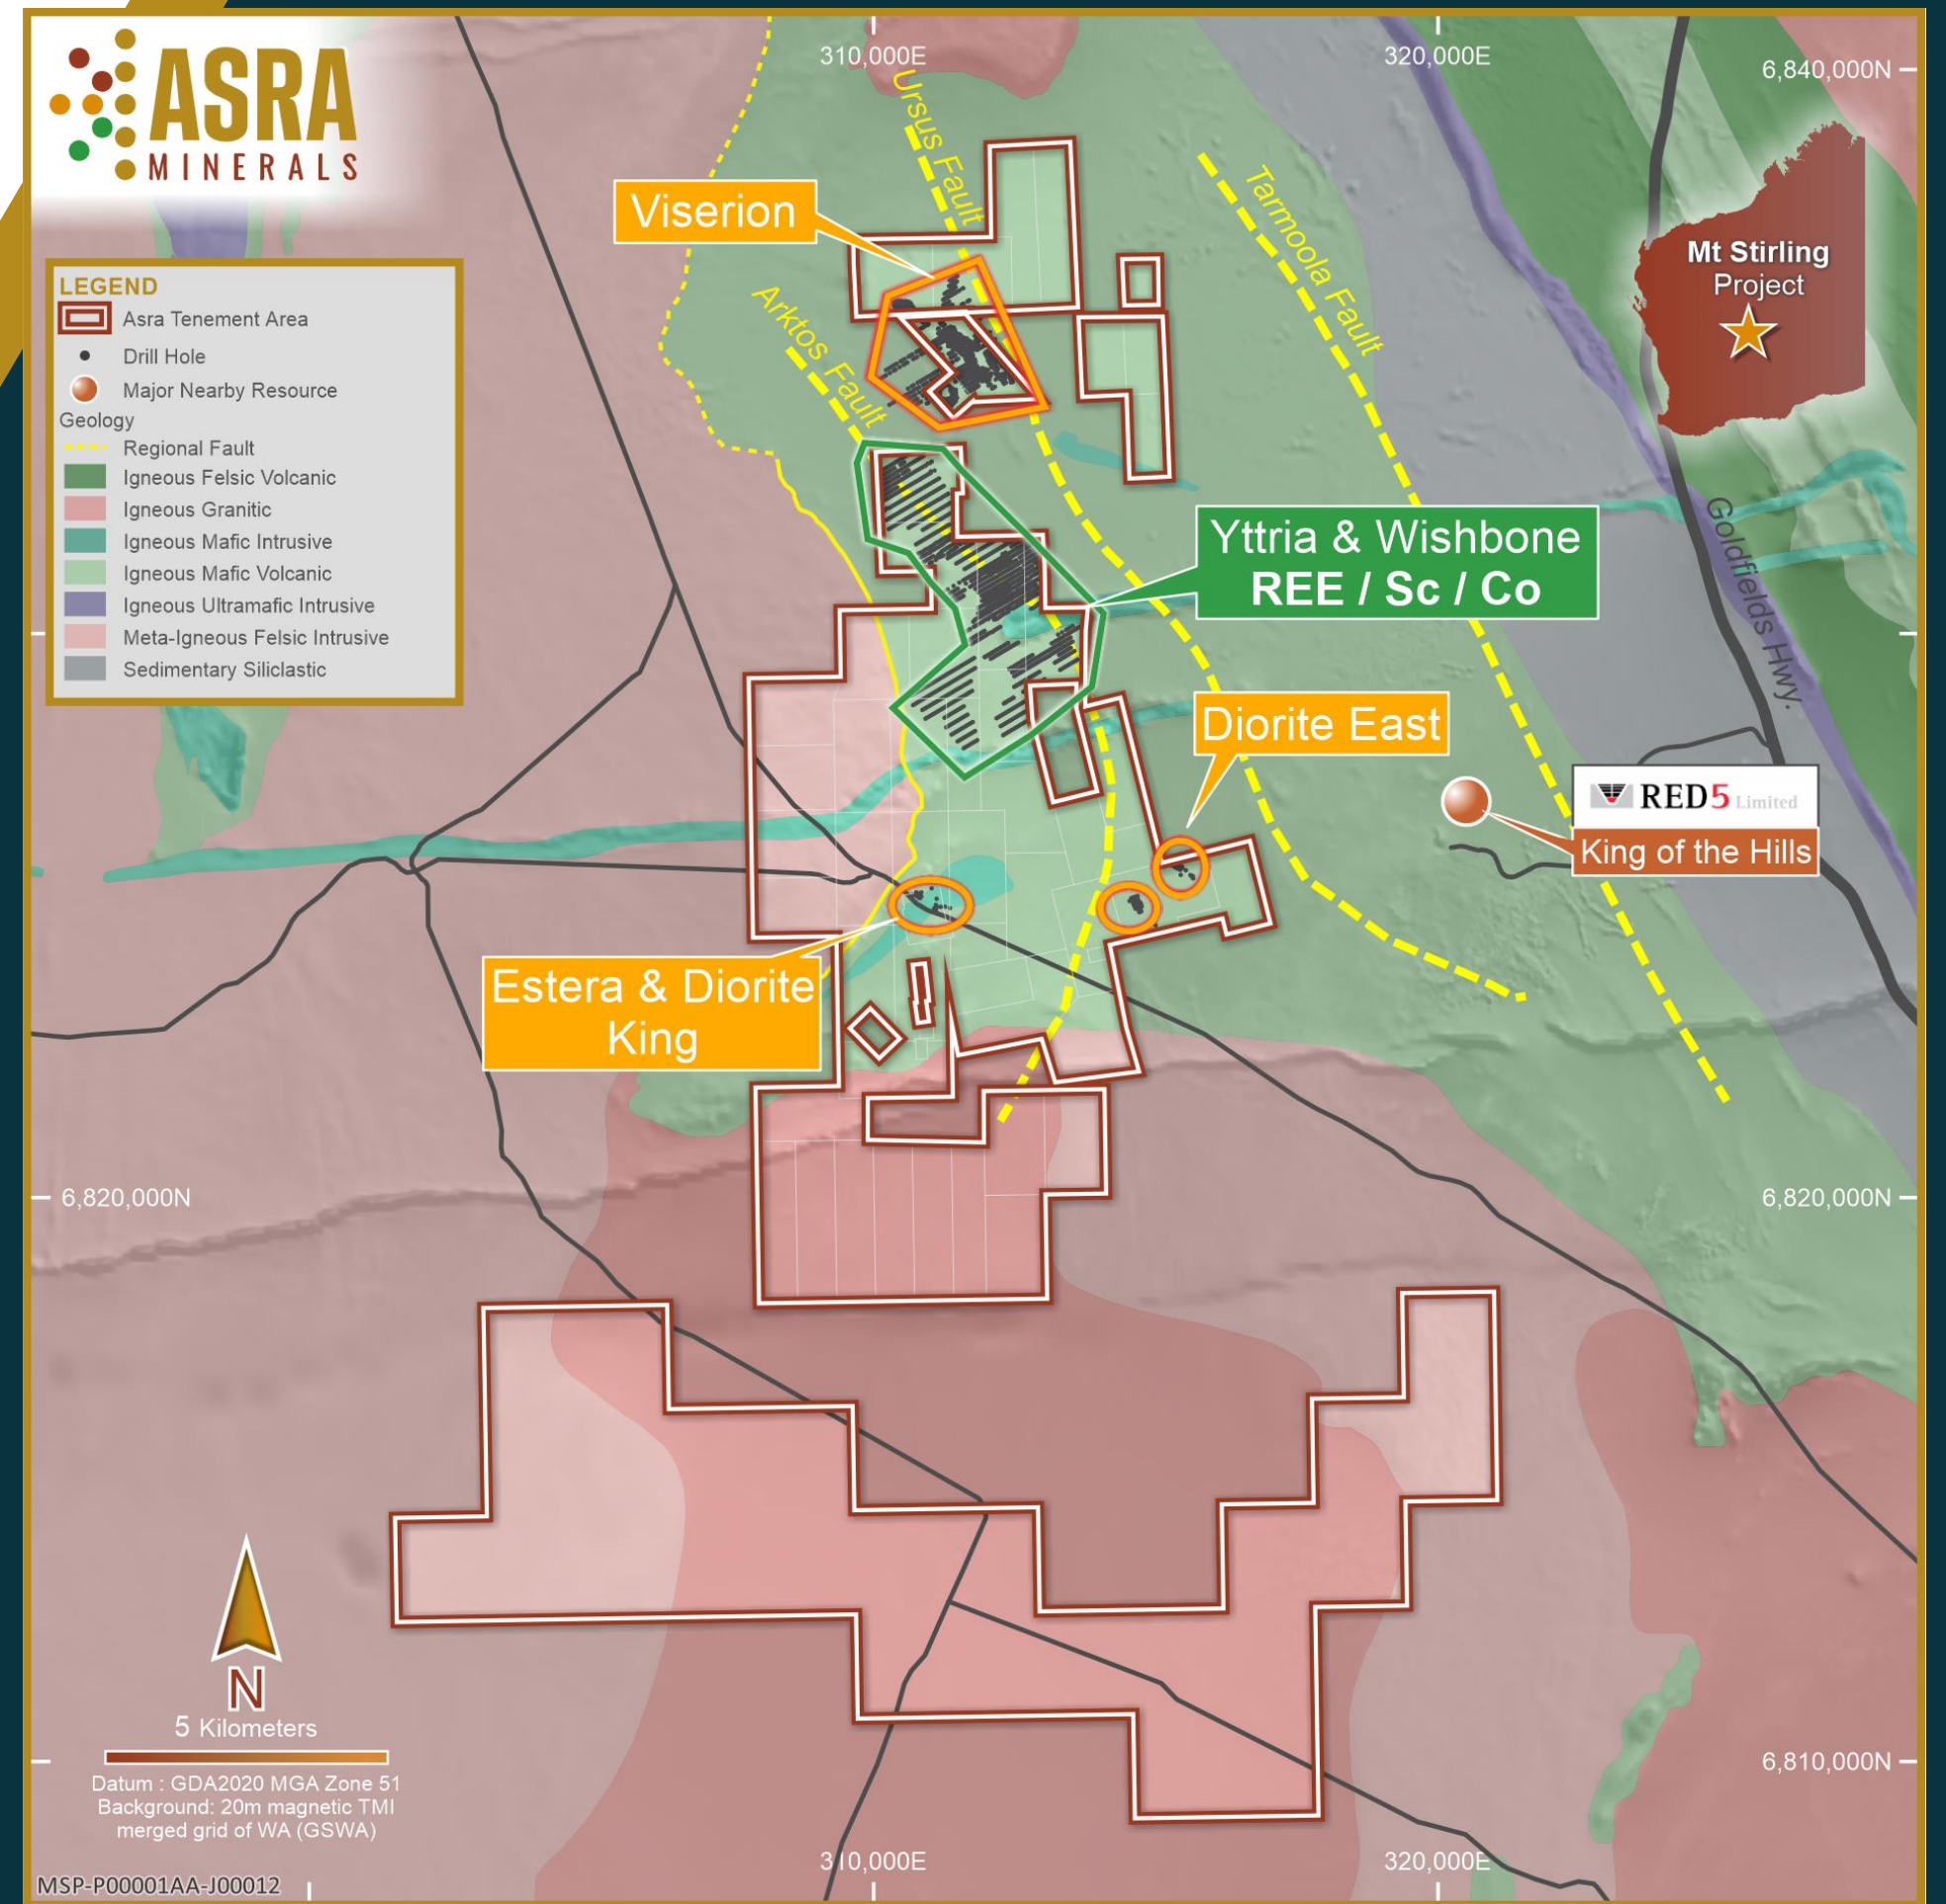 ASRA
MINERALS
310,000E
320,000E
6,840,000N
Ursus Fault
Tarmoola Fault
Viserion
Mt Stirling
Project
LEGEND
Asra Tenement Area
Drill Hole
Major Nearby Resource
Geology
Regional Fault
Igneous Felsic Volcanic
Igneous Granitic
Igneous Mafic Intrusive
Igneous Mafic Volcanic
Igneous Ultramafic Intrusive
Meta-Igneous Felsic Intrusive
Sedimentary Siliclastic
Arktos Fault
Yttria & Wishbone
REE / Sc / Co
Goldfields Hwy.
Diorite East
RED5 Limited
King of the Hills
Estera & Diorite
King
6,820,000N
6,820,000N
N
5 Kilometers
Datum : GDA2020 MGA Zone 51
Background: 20m magnetic TMI
merged grid of WA (GSWA)
6,810,000N
310,000E
320,000E
MSP-P00001AA-J00012